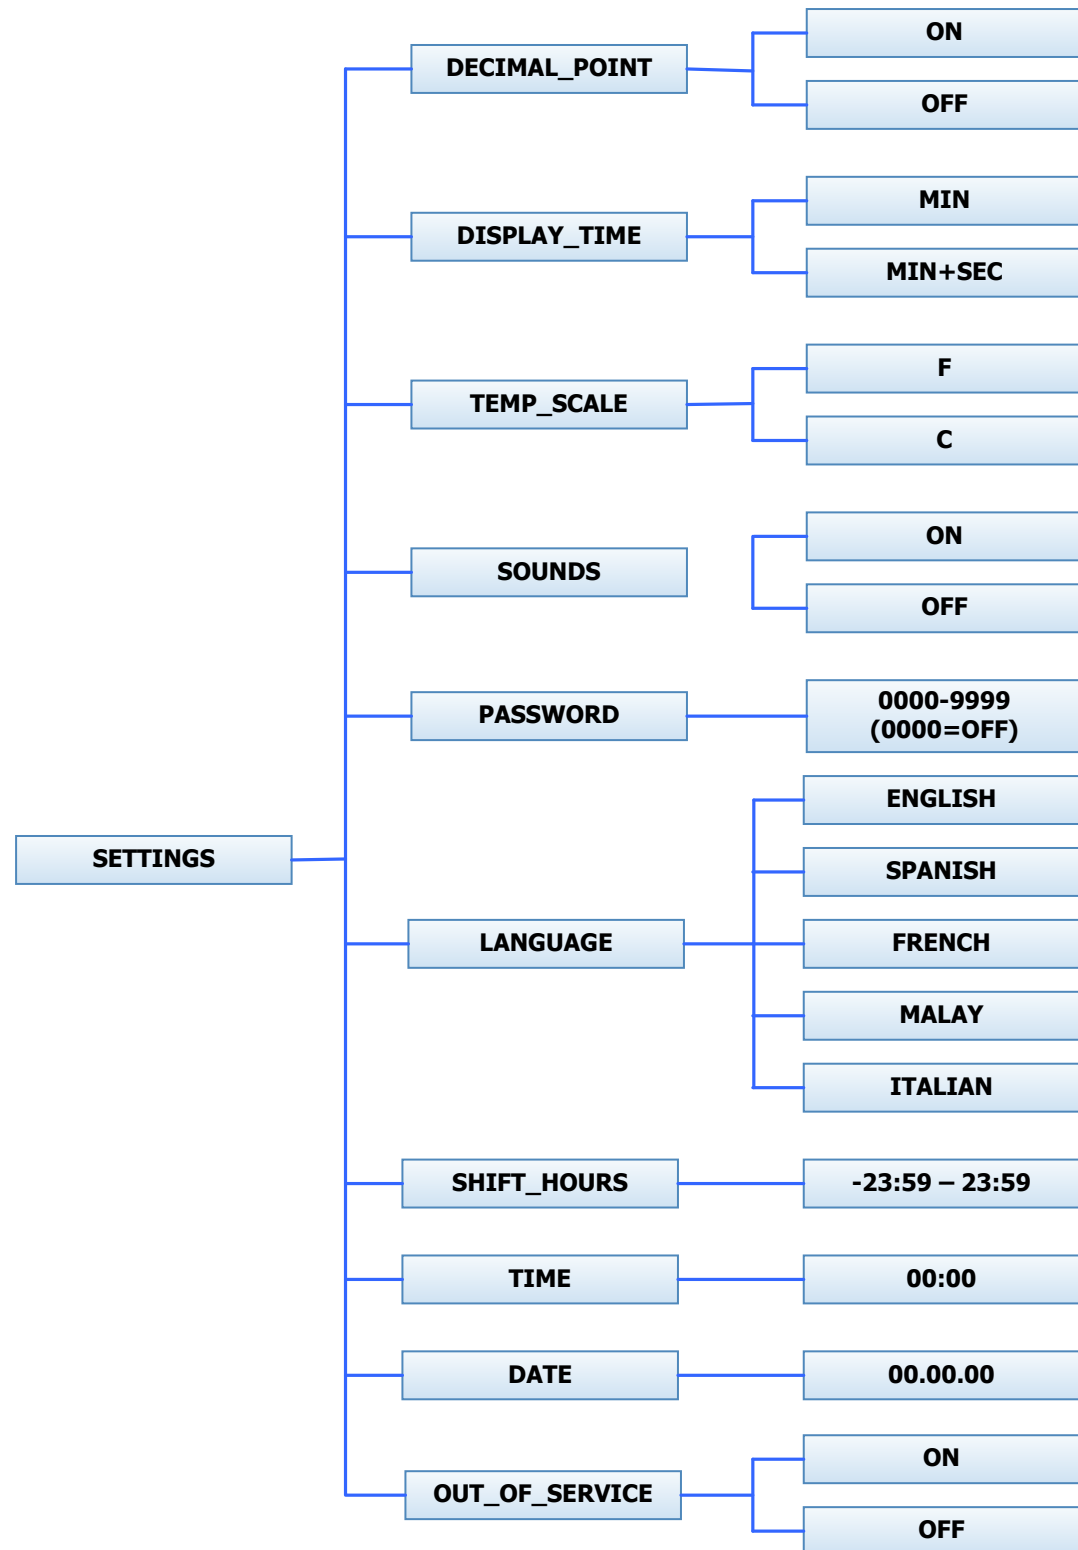 ON
DECIMAL_POINT
OFF
MIN
DISPLAY_TIME
MIN+SEC
F
TEMP_SCALE
C
ON
SOUNDS
OFF
PASSWORD
0000-9999
(0000=OFF)
ENGLISH
SETTINGS
SPANISH
LANGUAGE
FRENCH
MALAY
ITALIAN
SHIFT_HOURS
-23:59 – 23:59
TIME
00:00
DATE
00.00.00
ON
OUT_OF_SERVICE
OFF